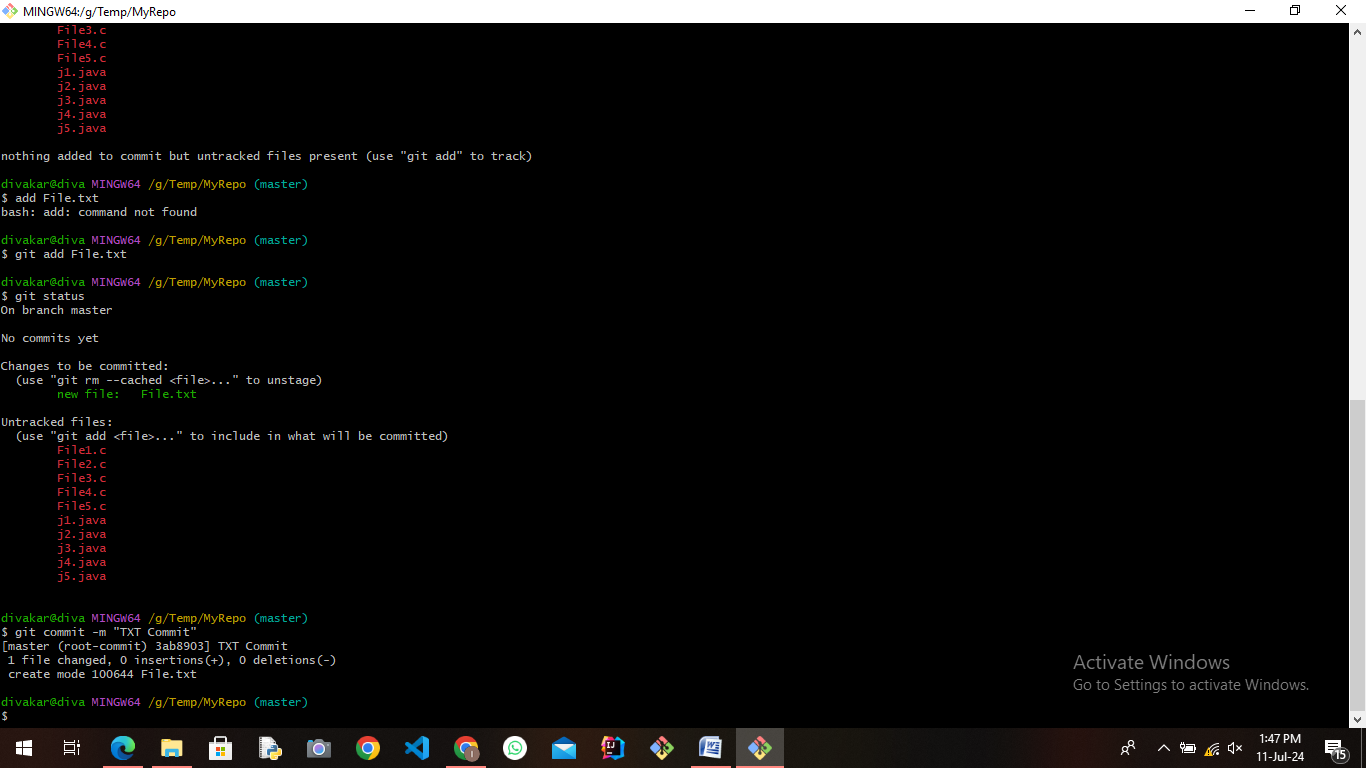 MINGW64:/g/Temp/MyRepo
File3.c
File4.c
File5.c
j1.java
j2.java
j3.java
j4.java
j5.java
nothing added to commit but untracked files present (use "git add" to track)
divakar@diva MINGW64 /g/Temp/MyRepo (master)
$ add File.txt
bash: add: command not found
divakar@diva MINGW64 /g/Temp/MyRepo (master)
$ git add File.txt
divakar@diva MINGW64 /g/Temp/MyRepo (master)
$ git status
On branch master
No commits yet
Changes to be committed:
(use "git rm --cached <file>..." to unstage)
new file:   File.txt
Untracked files:
(use "git add <file>..." to include in what will be committed)
File1.c
File2.c
File3.c
File4.c
File5.c
j1.java
j2.java
j3.java
j4.java
j5.java
divakar@diva MINGW64 /g/Temp/MyRepo (master)
$ git commit -m "TXT Commit"
[master (root-commit) 3ab8903] TXT Commit
1 file changed, 0 insertions(+), 0 deletions(-)
create mode 100644 File.txt
divakar@diva MINGW64 /g/Temp/MyRepo (master)
$
Activate Windows
Go to Settings to activate Windows.
1:47 PM
11-Jul-24
15